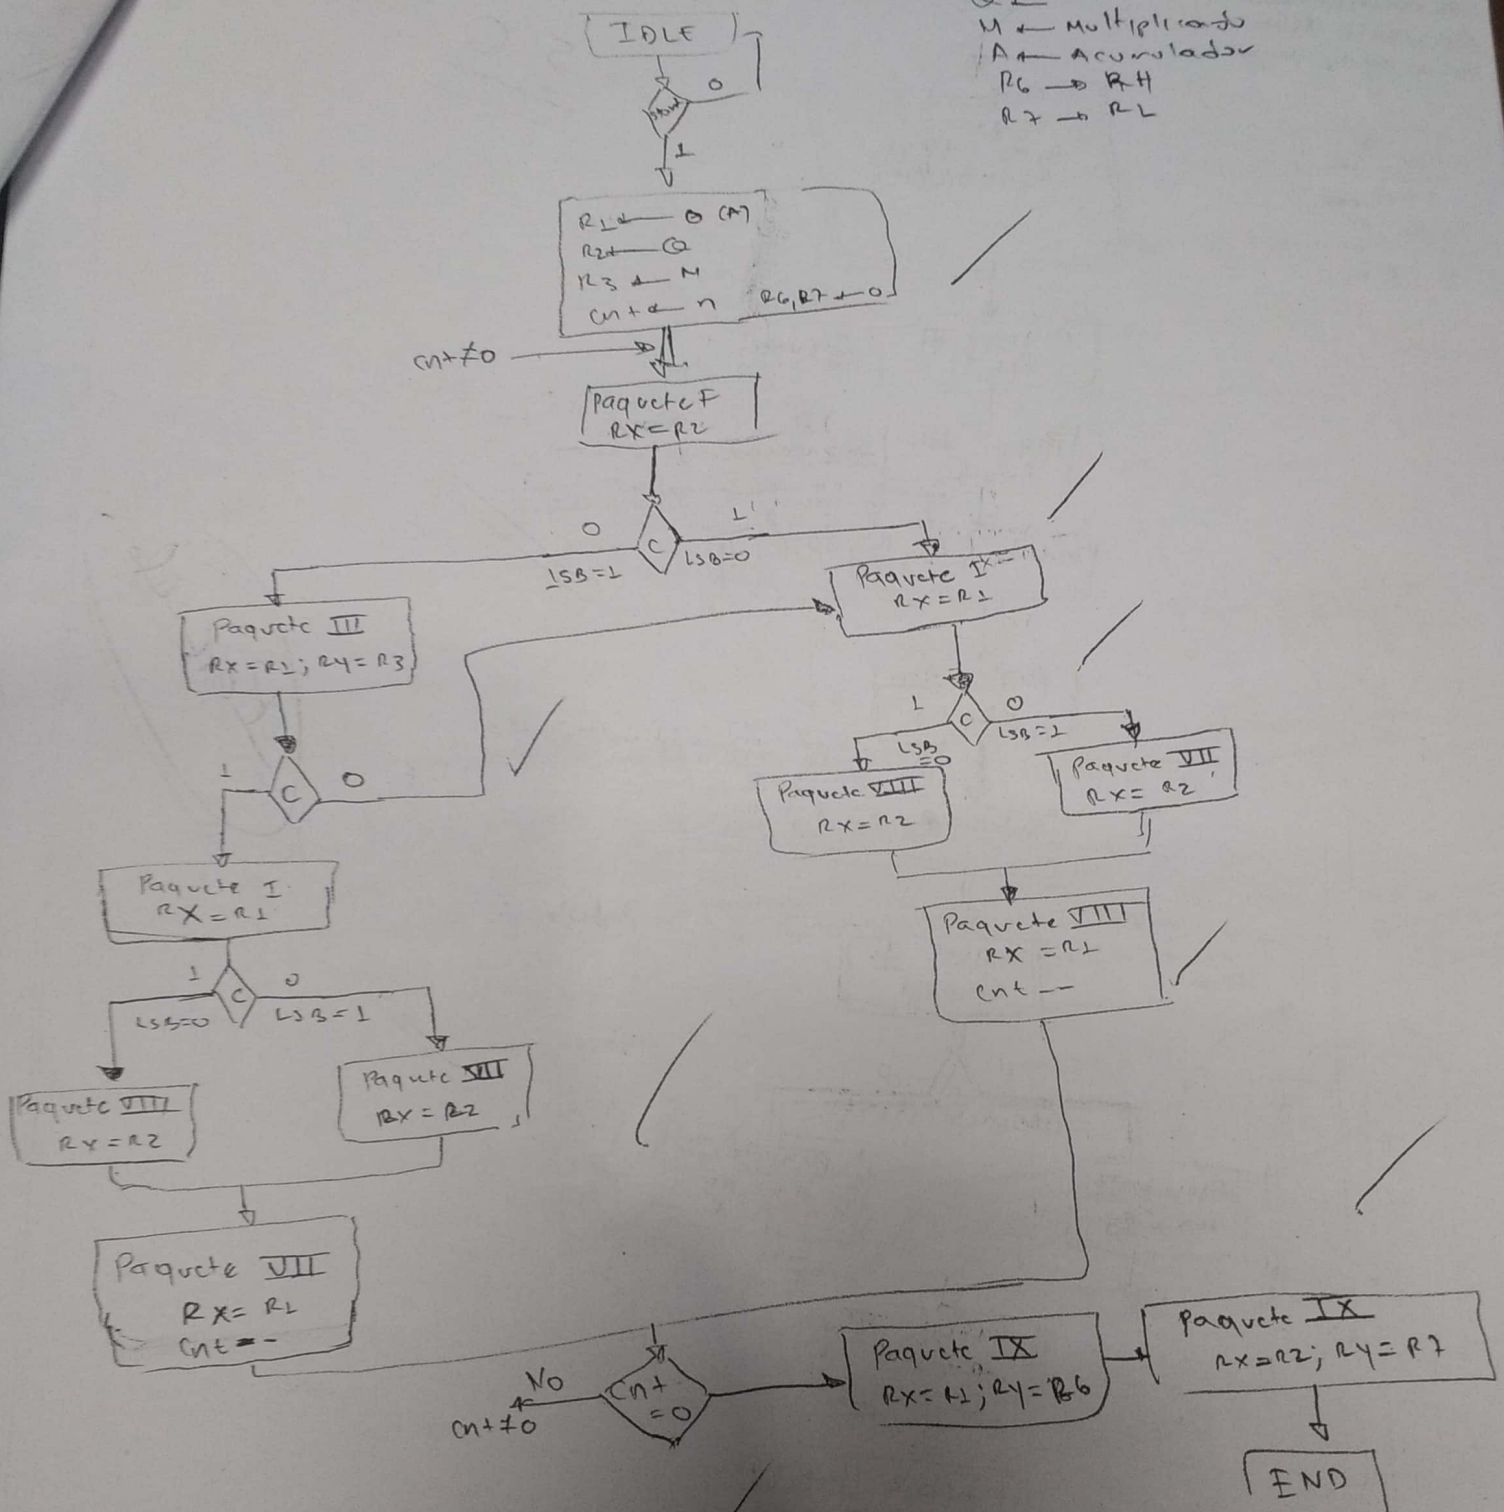 IDLE
M ← Multiplicando
A ← Acumulador
R6 → RH
R7 → RL
0
1
R1 ← 0 (A)
R2 ← Q
R3 ← M
Cnt ← n R6, R7 ← 0
cnt≠0
Paquete F
RX = R2
0
1
C
LSB=1
LSB=0
Paquete I
RX = R1
Paquete III
RX = R1; RY = R3
1
0
C
LSB=0
LSB=1
Paquete VIII
RX = R2
Paquete VII
RX = R2
1
0
C
Paquete I
RX = R1
Paquete VIII
RX = R1
Cnt --
1
0
C
LSB=0
LSB=1
Paquete VIII
RX = R2
Paquete VII
RX = R2
Paquete VII
RX = R1
Cnt --
No
cnt≠0
Cnt
=0
Paquete IX
RX = R1; RY = R6
Paquete IX
RX = R2; RY = R7
END